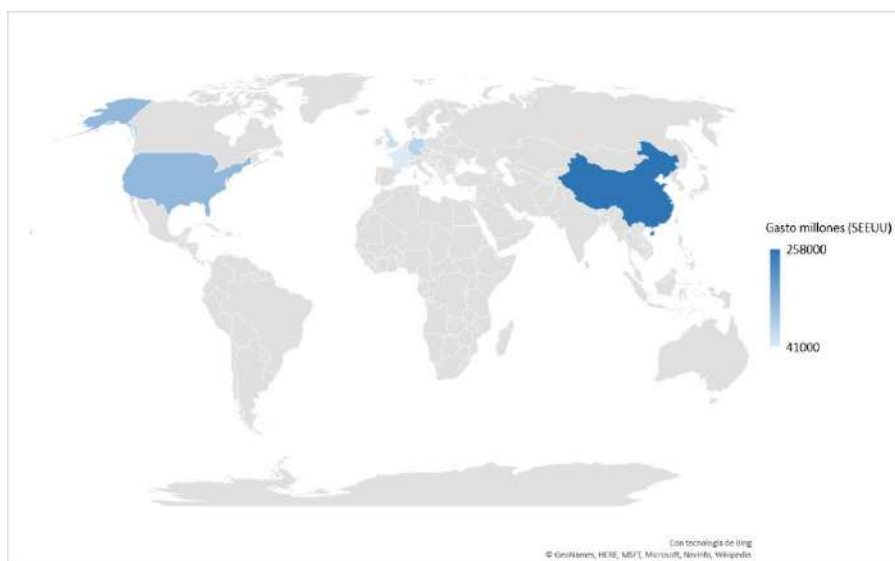 Gasto millones (SEEUU)
258000
41000
Con tecnología de Bing
© GeoNames, HERE, MSFT, Microsoft, NavInfo, Wikipedia